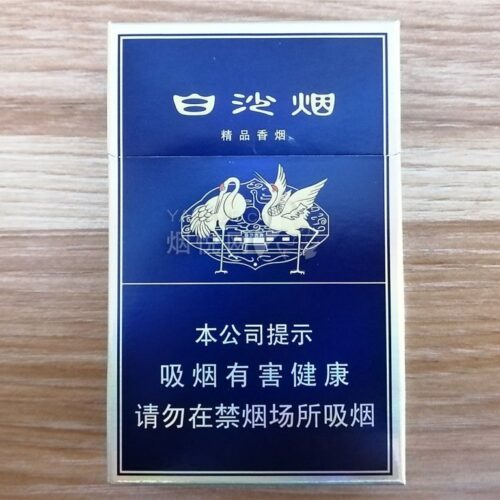 白沙烟
精品香烟
本公司提示
吸烟有害健康
请勿在禁烟场所吸烟